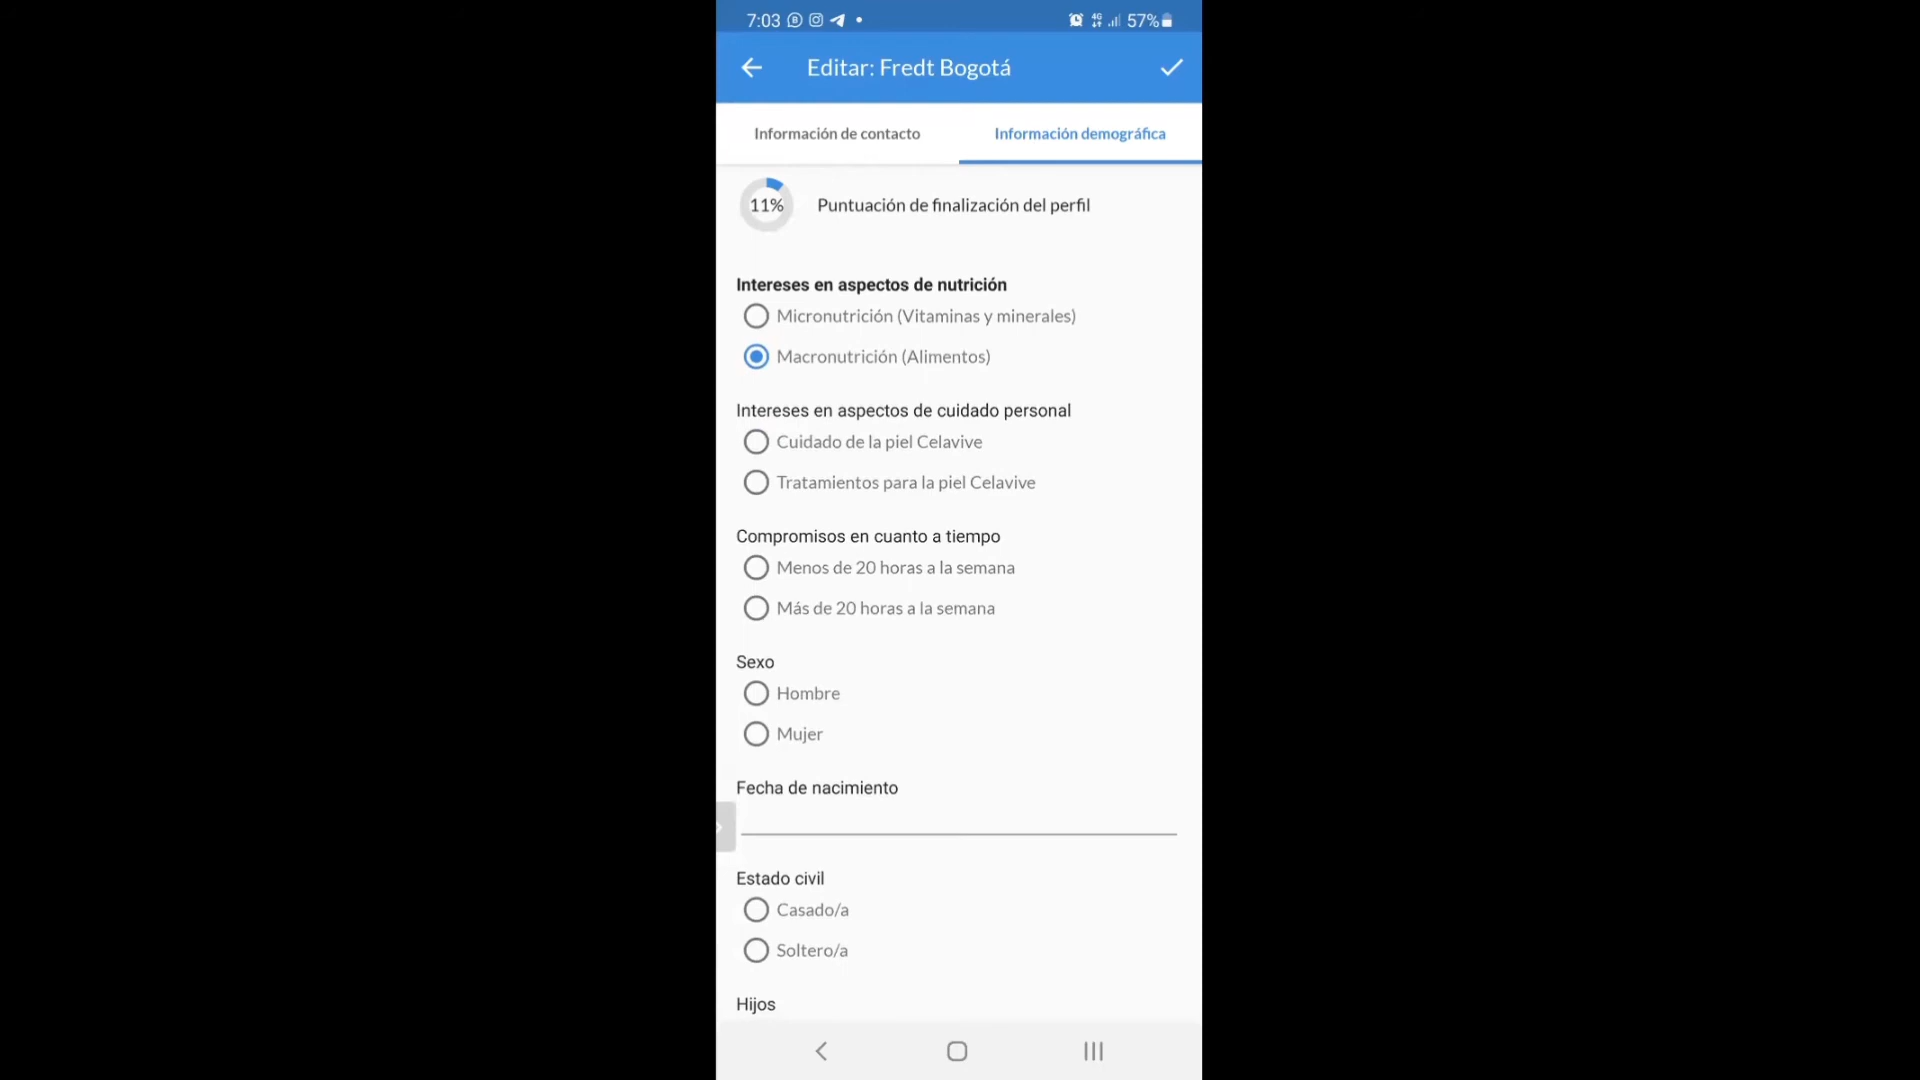 7:03
4G
57%
Editar: Fredt Bogotá
Información de contacto
Información demográfica
11%
Puntuación de finalización del perfil
Intereses en aspectos de nutrición
Micronutrición (Vitaminas y minerales)
Macronutrición (Alimentos)
Intereses en aspectos de cuidado personal
Cuidado de la piel Celavive
Tratamientos para la piel Celavive
Compromisos en cuanto a tiempo
Menos de 20 horas a la semana
Más de 20 horas a la semana
Sexo
Hombre
Mujer
Fecha de nacimiento
Estado civil
Casado/a
Soltero/a
Hijos